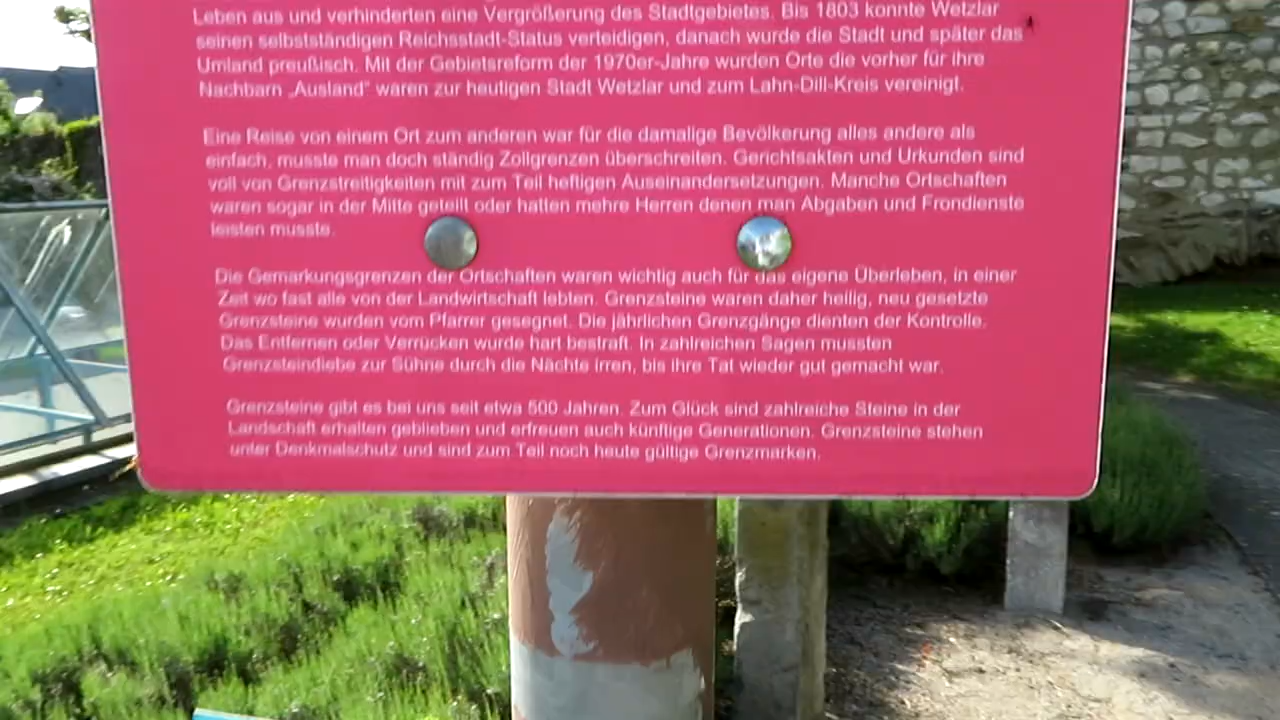 Leben aus und verhinderten eine Vergrößerung des Stadtgebietes. Bis 1803 konnte Wetzlar
seinen selbstständigen Reichsstadt-Status verteidigen, danach wurde die Stadt und später das
Umland preußisch. Mit der Gebietsreform der 1970er-Jahre wurden Orte die vorher für ihre
Nachbarn „Ausland“ waren zur heutigen Stadt Wetzlar und zum Lahn-Dill-Kreis vereinigt.
Eine Reise von einem Ort zum anderen war für die damalige Bevölkerung alles andere als
einfach, musste man doch ständig Zollgrenzen überschreiten. Gerichtsakten und Urkunden sind
voll von Grenzstreitigkeiten mit zum Teil heftigen Auseinandersetzungen. Manche Ortschaften
waren sogar in der Mitte geteilt oder hatten mehre Herren denen man Abgaben und Frondienste
leisten musste.
Die Gemarkungsgrenzen der Ortschaften waren wichtig auch für das eigene Überleben, in einer
Zeit wo fast alle von der Landwirtschaft lebten. Grenzsteine waren daher heilig, neu gesetzte
Grenzsteine wurden vom Pfarrer gesegnet. Die jährlichen Grenzgänge dienten der Kontrolle.
Das Entfernen oder Verrücken wurde hart bestraft. In zahlreichen Sagen mussten
Grenzsteindiebe zur Sühne durch die Nächte irren, bis ihre Tat wieder gut gemacht war.
Grenzsteine gibt es bei uns seit etwa 500 Jahren. Zum Glück sind zahlreiche Steine in der
Landschaft erhalten geblieben und erfreuen auch künftige Generationen. Grenzsteine stehen
unter Denkmalschutz und sind zum Teil noch heute gültige Grenzmarken.